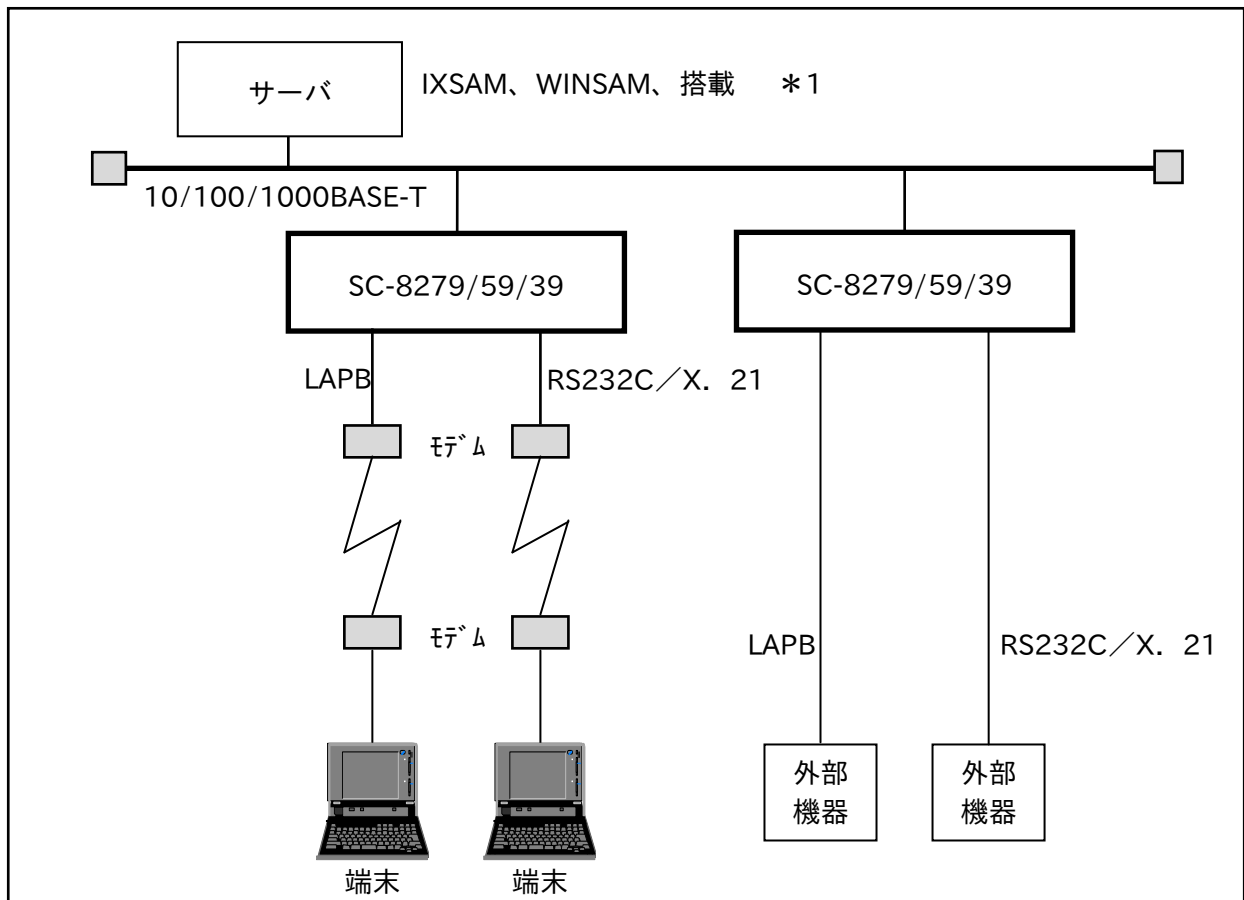 サーバ
IXSAM、WINSAM、搭載　＊1
10/100/1000BASE-T
SC-8279/59/39
SC-8279/59/39
LAPB
RS232C／X．21
ﾓﾃﾞﾑ
ﾓﾃﾞﾑ
LAPB
RS232C／X．21
外部
機器
外部
機器
端末
端末